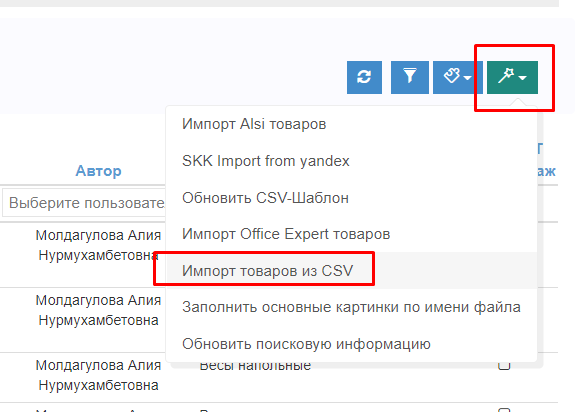 Импорт Alsi товаров
SKK Import from yandex
Обновить CSV-Шаблон
Импорт Office Expert товаров
Импорт товаров из CSV
Заполнить основные картинки по имени файла
Обновить поисковую информацию
Автор
Т
аж
Выберите пользовате
Молдагулова Алия
Нурмухамбетовна
Молдагулова Алия
Нурмухамбетовна
Молдагулова Алия
Нурмухамбетовна
Весы напольные